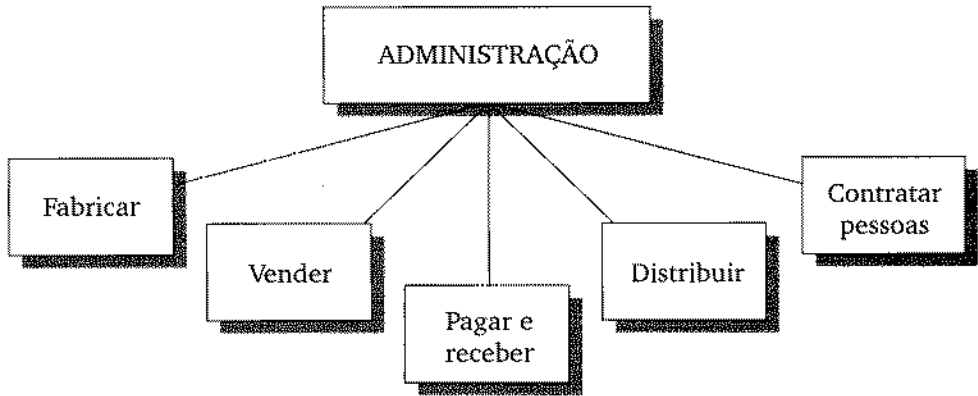 ADMINISTRAÇÃO
Fabricar
Vender
Pagar e
receber
Distribuir
Contratar
pessoas